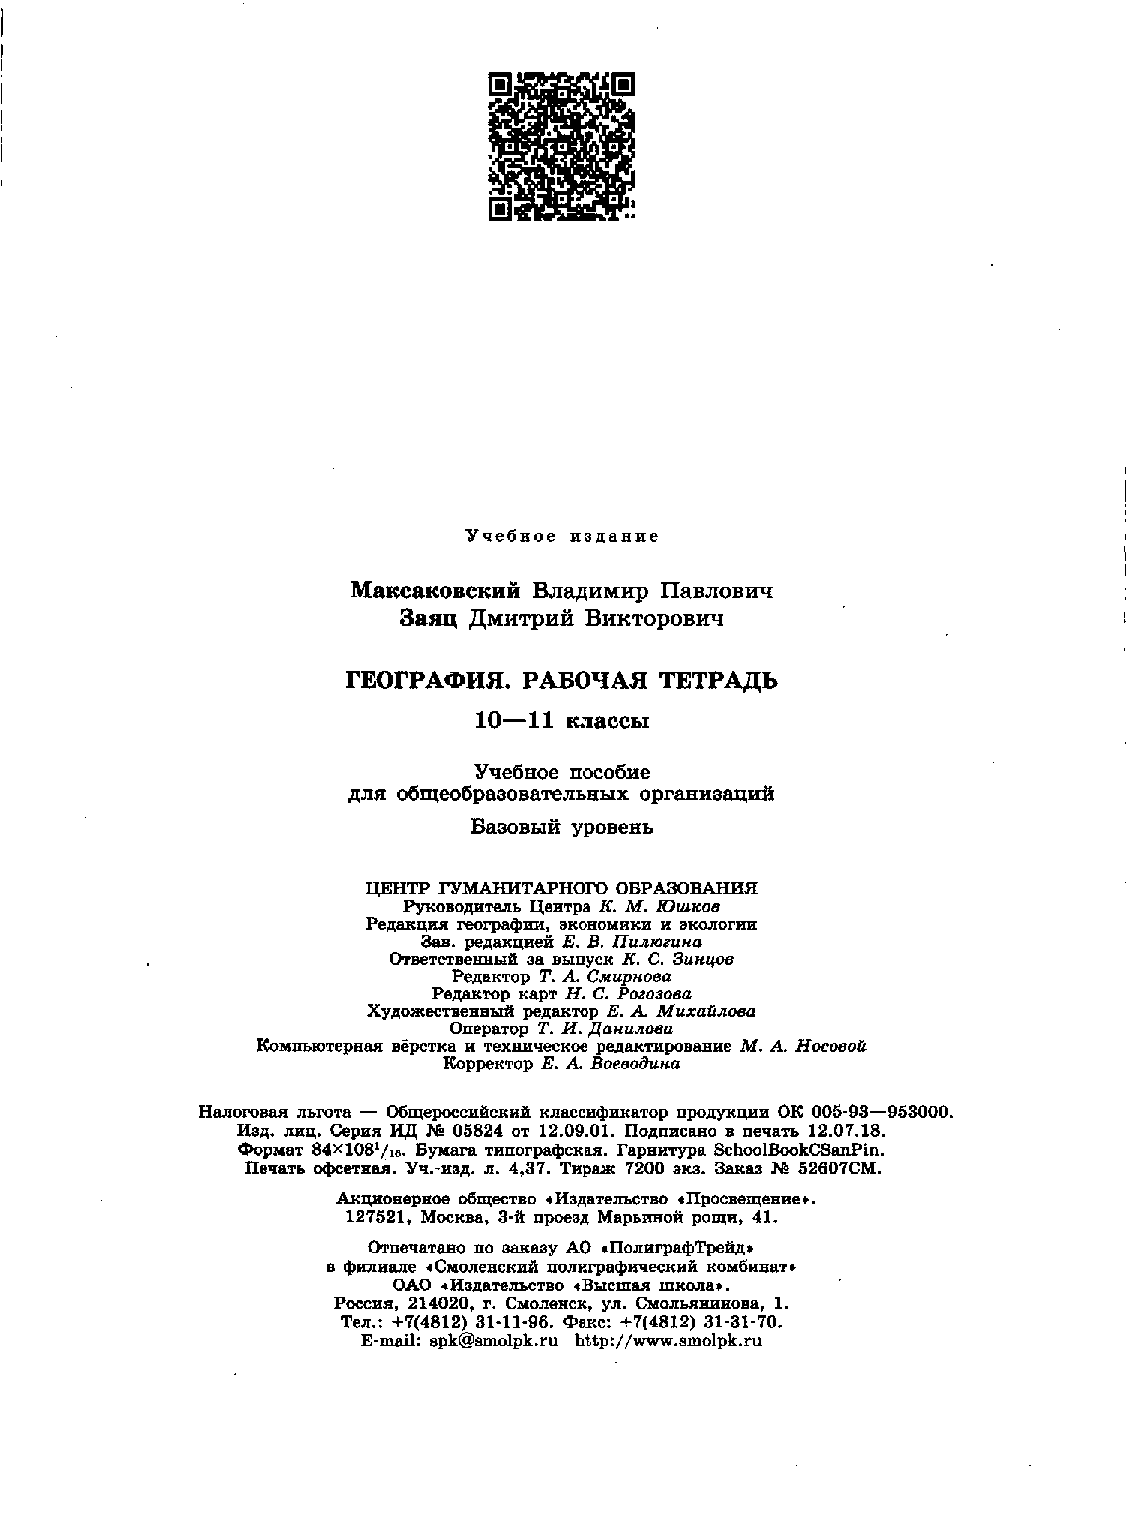 Учебное издание
Максаковский Владимир Павлович
Заяц Дмитрий Викторович
ГЕОГРАФИЯ. РАБОЧАЯ ТЕТРАДЬ
10—11 классы
Учебное пособие
для общеобразовательных организаций
Базовый уровень
ЦЕНТР ГУМАНИТАРНОГО ОБРАЗОВАНИЯ
Руководитель Центра К. М. Юшков
Редакция географии, экономики и экологии
Зав. редакцией Е. В. Пилюгина
Ответственный за выпуск К. С. Зинцов
Редактор Т. А. Смирнова
Редактор карт Н. С. Рогозова
Художественный редактор Е. А. Михайлова
Оператор Т. И. Данилова
Компьютерная вёрстка и техническое редактирование М. А. Носовой
Корректор Е. А. Воеводина
Налоговая льгота — Общероссийский классификатор продукции ОК 005-93—953000.
Изд. лиц. Серия ИД № 05824 от 12.09.01. Подписано в печать 12.07.18.
Формат 84×108¹/₁₆. Бумага типографская. Гарнитура SchoolBookCSanPin.
Печать офсетная. Уч.-изд. л. 4,37. Тираж 7200 экз. Заказ № 52607СМ.
Акционерное общество «Издательство «Просвещение».
127521, Москва, 3-й проезд Марьиной рощи, 41.
Отпечатано по заказу АО «ПолиграфТрейд»
в филиале «Смоленский полиграфический комбинат»
ОАО «Издательство «Высшая школа».
Россия, 214020, г. Смоленск, ул. Смольянинова, 1.
Тел.: +7(4812) 31-11-96. Факс: +7(4812) 31-31-70.
E-mail: spk@smolpk.ru http://www.smolpk.ru